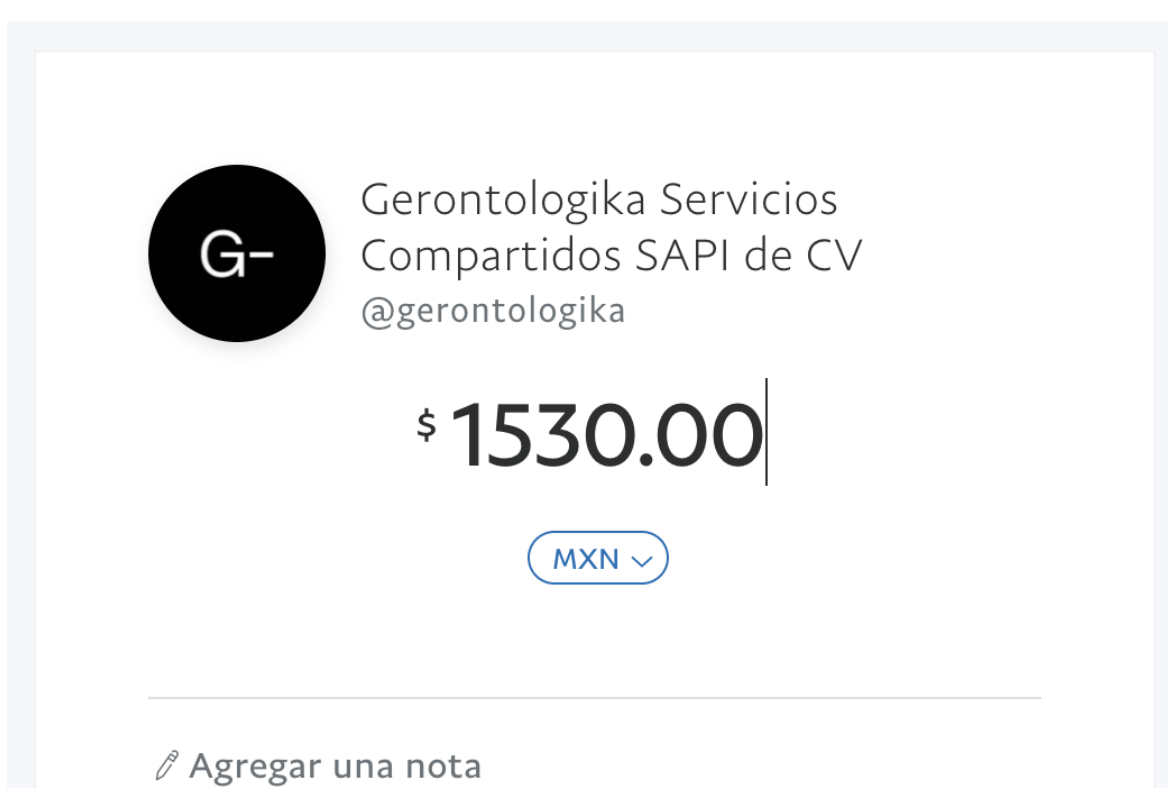 G-
Gerontologika Servicios
Compartidos SAPI de CV
@gerontologika
$ 1530.00
MXN
Agregar una nota